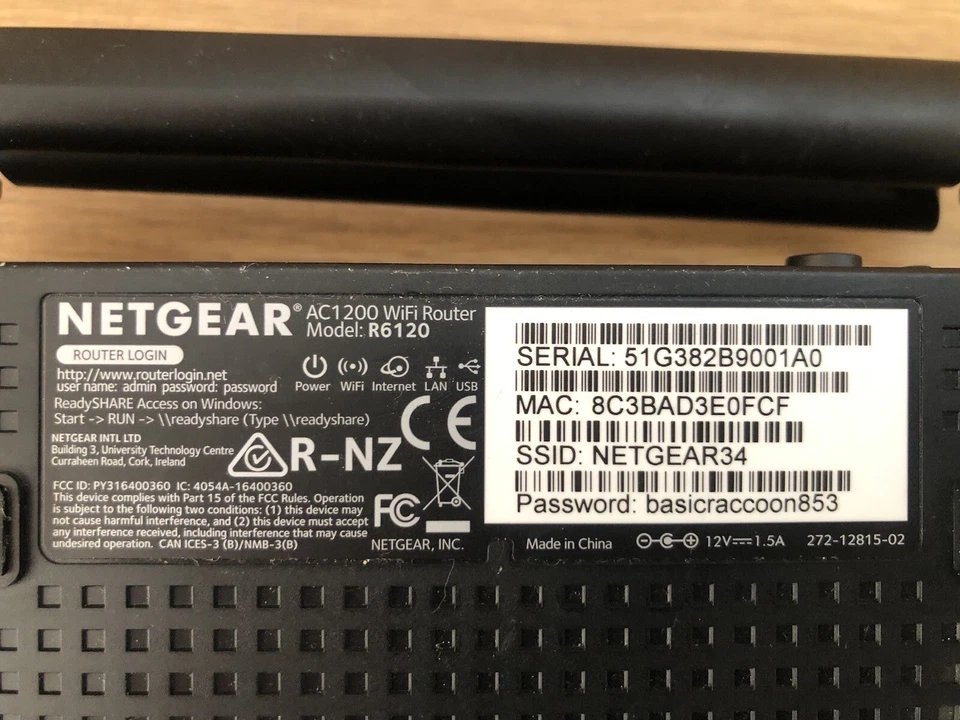 NETGEAR® AC1200 WiFi Router
Model: R6120
ROUTER LOGIN
http://www.routerlogin.net
user name: admin password: password
Power WiFi Internet LAN USB
ReadySHARE Access on Windows:
Start -> RUN -> \\readyshare (Type \\readyshare)
NETGEAR INTL LTD
Building 3, University Technology Centre
Curraheen Road, Cork, Ireland
R-NZ
CE
FCC ID: PY316400360 IC: 4054A-16400360
This device complies with Part 15 of the FCC Rules. Operation
is subject to the following two conditions: (1) this device may
not cause harmful interference, and (2) this device must accept
any interference received, including interference that may cause
undesired operation. CAN ICES-3 (B)/NMB-3(B)
FC
NETGEAR, INC.
SERIAL: 51G382B9001A0
MAC: 8C3BAD3E0FCF
SSID: NETGEAR34
Password: basicraccoon853
Made in China 12V⎓1.5A 272-12815-02